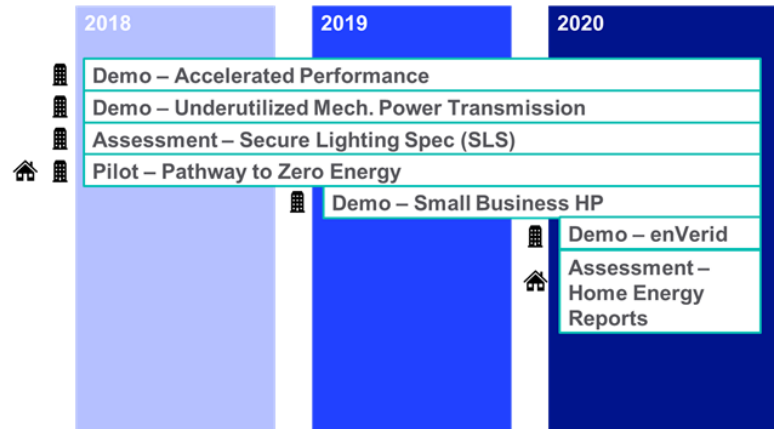 2018
2019
2020
Demo – Accelerated Performance
Demo – Underutilized Mech. Power Transmission
Assessment – Secure Lighting Spec (SLS)
Pilot – Pathway to Zero Energy
Demo – Small Business HP
Demo – enVerid
Assessment –
Home Energy
Reports